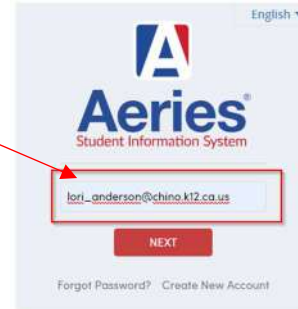 English
Aeries®
Student Information System
lori_anderson@chino.k12.ca.us
NEXT
Forgot Password? Create New Account